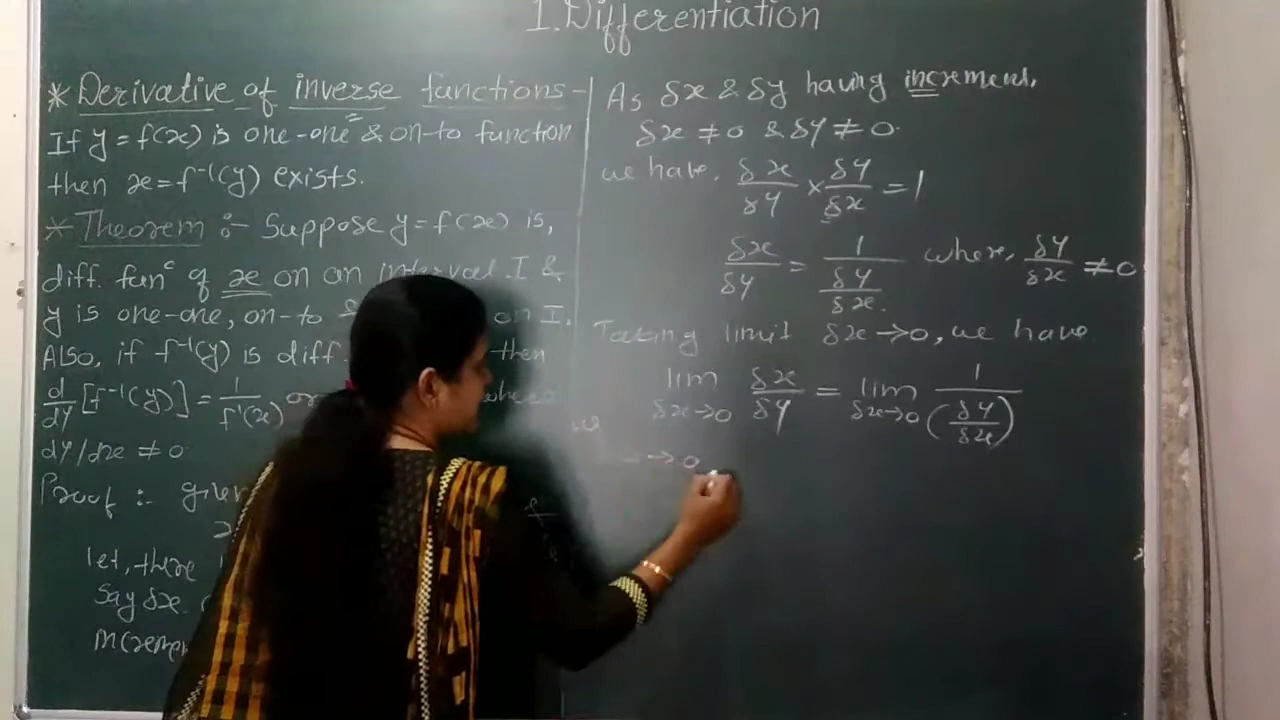 1. Differentiation
* Derivative of inverse functions -
If y = f(x) is one-one & on-to function
then x = f⁻¹(y) exists.
* Theorem :- Suppose y = f(x) is,
diff. funᶜ of x on an interval I &
y is one-one, on-to on I.
Also, if f⁻¹(y) is diff. then
d/dy [f⁻¹(y)] = 1/f'(x) or where
dy/dx ≠ 0
Proof :- given
let, there
say δx
increment
As δx & δy having increment,
δx ≠ 0 & δy ≠ 0.
we have, δx/δy × δy/δx = 1
δx/δy = 1/(δy/δx) where, δy/δx ≠ 0
Taking limit δx → 0, we have
lim δx→0 δx/δy = lim δx→0 1/(δy/δx)
→ 0